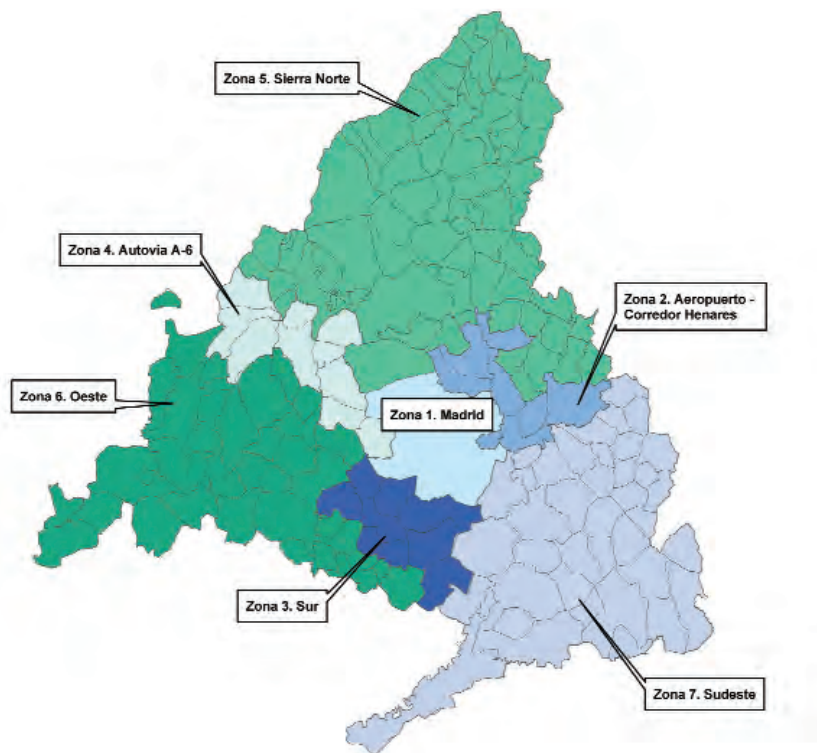 Zona 5. Sierra Norte
Zona 4. Autovia A-6
Zona 2. Aeropuerto -
Corredor Henares
Zona 6. Oeste
Zona 1. Madrid
Zona 3. Sur
Zona 7. Sudeste